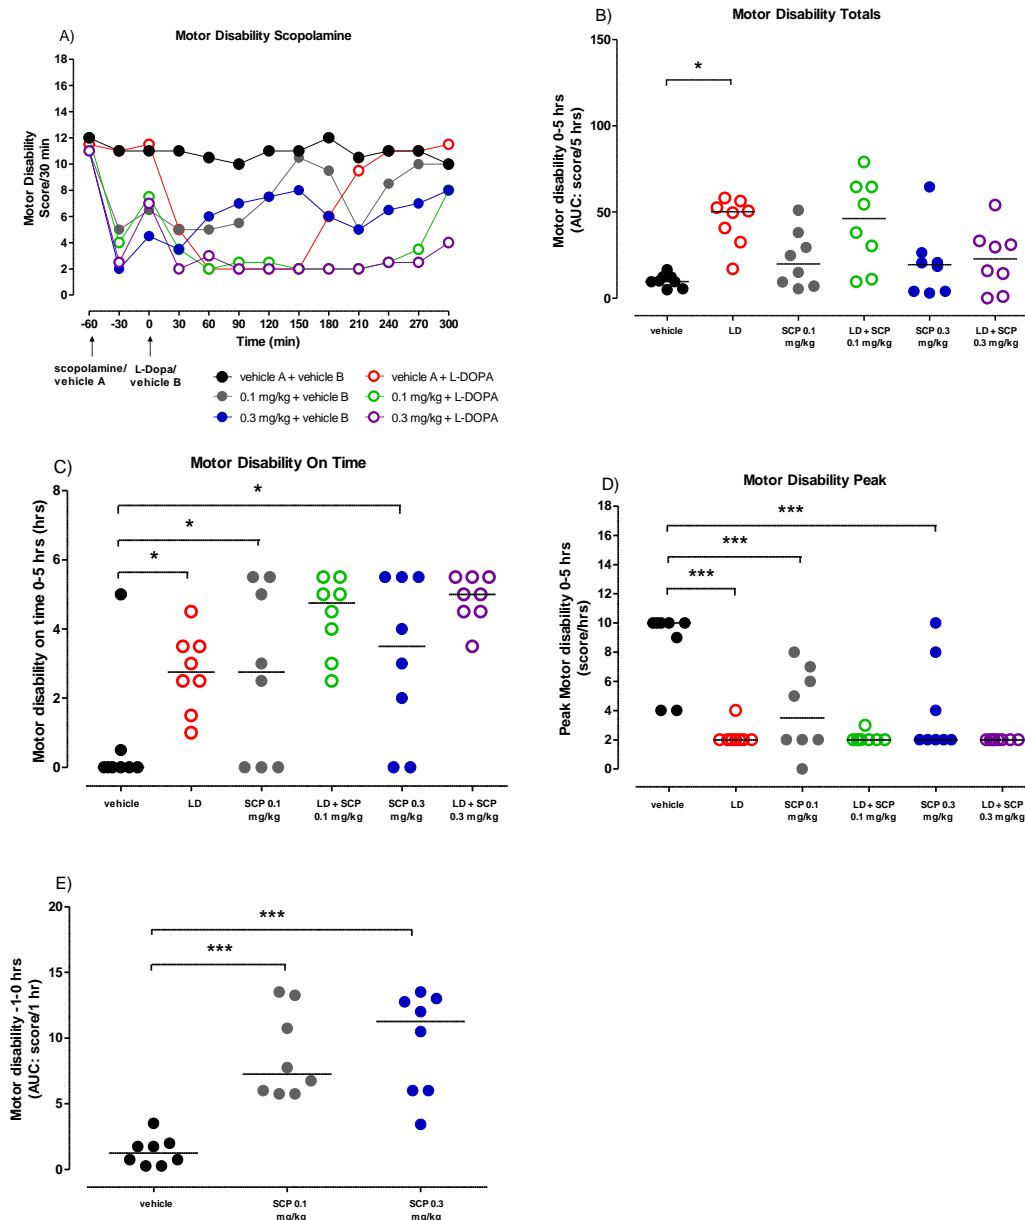 A)
Motor Disability Scopolamine
Motor Disability
Score/30 min
18
16
14
12
10
8
6
4
2
0
-60 -30 0 30 60 90 120 150 180 210 240 270 300
Time (min)
scopolamine/
vehicle A
L-Dopa/
vehicle B
vehicle A + vehicle B
vehicle A + L-DOPA
0.1 mg/kg + vehicle B
0.1 mg/kg + L-DOPA
0.3 mg/kg + vehicle B
0.3 mg/kg + L-DOPA
B)
Motor Disability Totals
Motor disability 0-5 hrs
(AUC: score/5 hrs)
150
100
50
0
*
vehicle LD SCP 0.1 LD + SCP SCP 0.3 LD + SCP
mg/kg 0.1 mg/kg mg/kg 0.3 mg/kg
C)
Motor Disability On Time
Motor disability on time 0-5 hrs (hrs)
8
6
4
2
0
*
*
*
vehicle LD SCP 0.1 LD + SCP SCP 0.3 LD + SCP
mg/kg 0.1 mg/kg mg/kg 0.3 mg/kg
D)
Motor Disability Peak
Peak Motor disability 0-5 hrs
(score/hrs)
18
16
14
12
10
8
6
4
2
0
***
***
***
vehicle LD SCP 0.1 LD + SCP SCP 0.3 LD + SCP
mg/kg 0.1 mg/kg mg/kg 0.3 mg/kg
E)
Motor disability -1-0 hrs
(AUC: score/1 hr)
20
15
10
5
0
***
***
vehicle SCP 0.1 SCP 0.3
mg/kg mg/kg